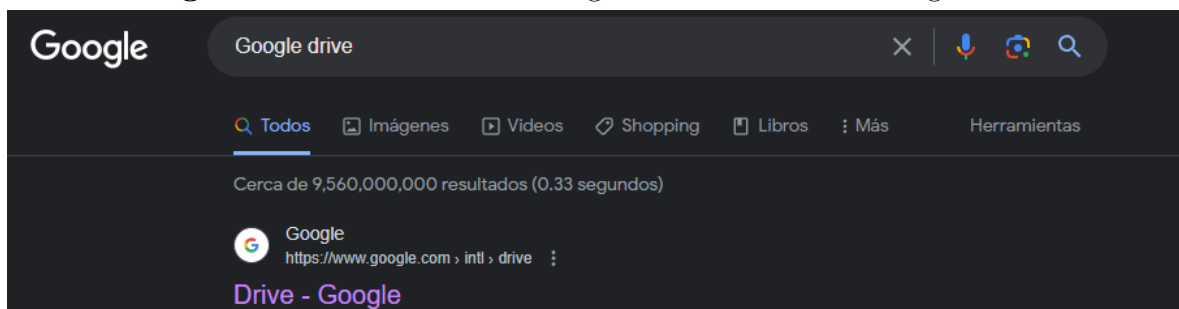 Google Google drive
Todos Imágenes Videos Shopping Libros Más Herramientas
Cerca de 9,560,000,000 resultados (0.33 segundos)
Google
https://www.google.com › intl › drive
Drive - Google